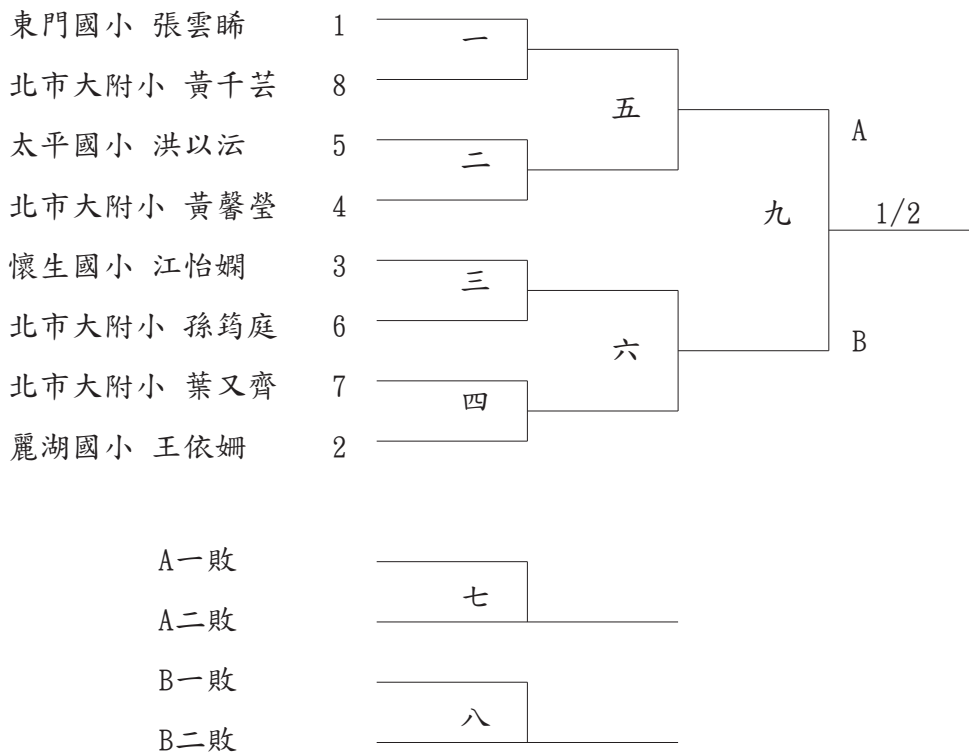 東門國小 張雲晞 1
一
北市大附小 黃千芸 8
五
A
太平國小 洪以沄 5
二
北市大附小 黃馨瑩 4
九 1/2
懷生國小 江怡嫻 3
三
北市大附小 孫筠庭 6
六
B
北市大附小 葉又齊 7
四
麗湖國小 王依姍 2
A一敗
七
A二敗
B一敗
八
B二敗